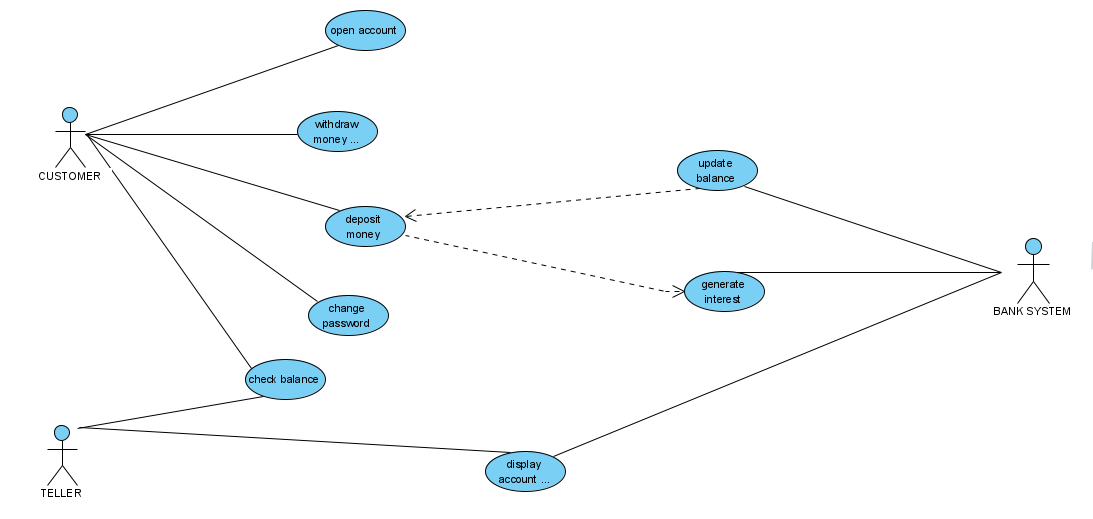 open account
withdraw
money ...
CUSTOMER
update
balance
deposit
money
generate
interest
BANK SYSTEM
change
password
check balance
TELLER
display
account ...